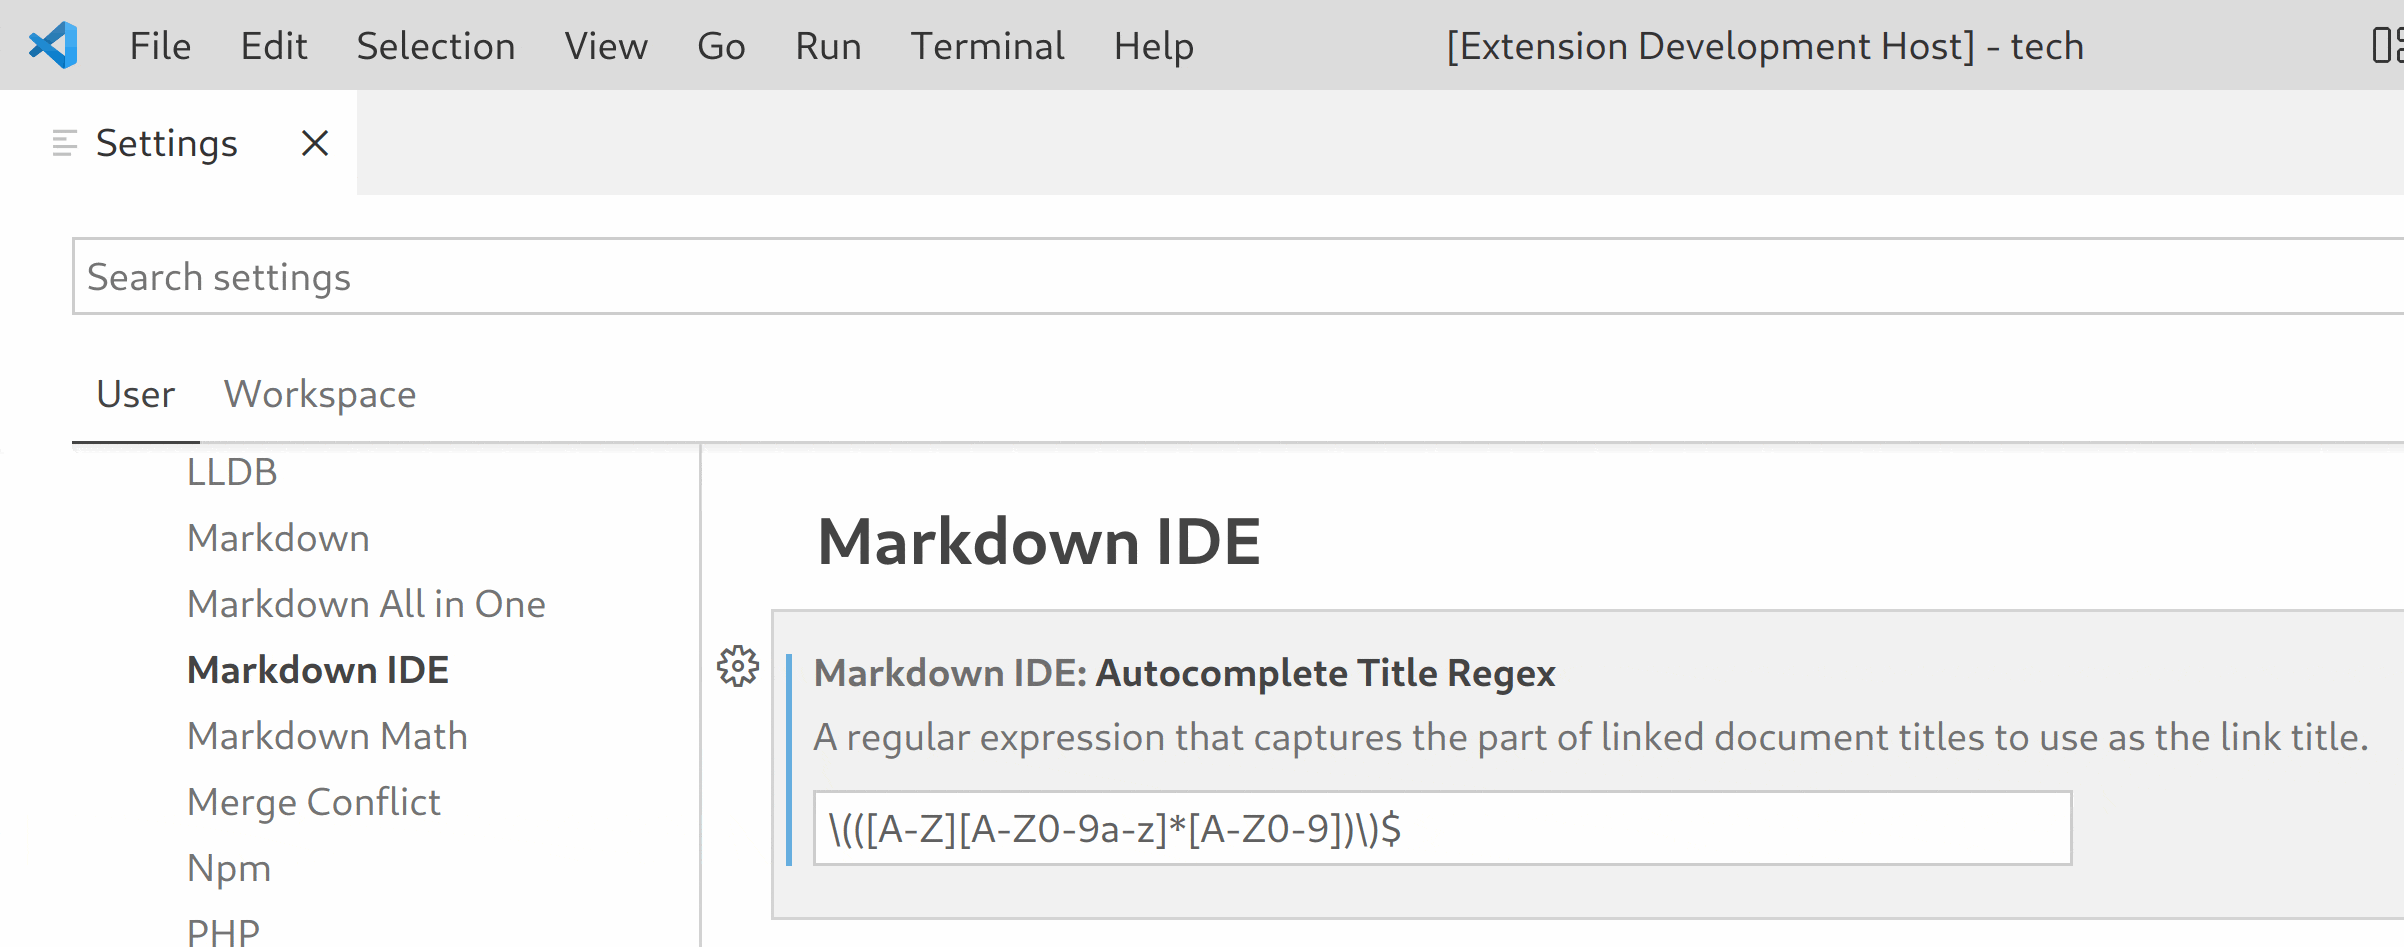 File Edit Selection View Go Run Terminal Help [Extension Development Host] - tech
Settings
Search settings
User Workspace
LLDB
Markdown
Markdown All in One
Markdown IDE
Markdown Math
Merge Conflict
Npm
PHP
Markdown IDE
Markdown IDE: Autocomplete Title Regex
A regular expression that captures the part of linked document titles to use as the link title.
\(([A-Z][A-Z0-9a-z]*[A-Z0-9])\)$